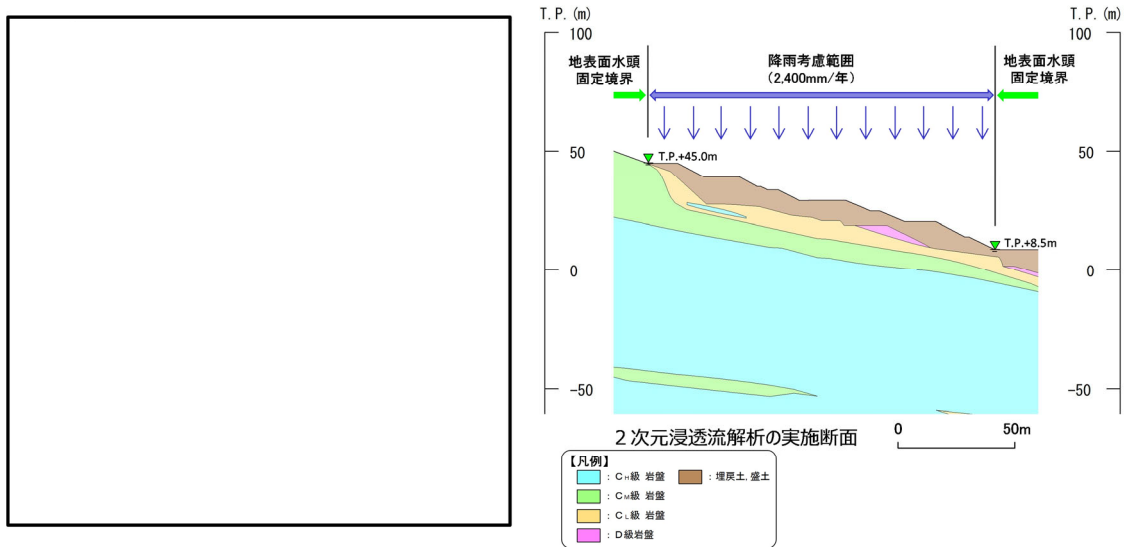 T.P.(m)
T.P.(m)
100
100
地表面水頭
固定境界
降雨考慮範囲
(2,400mm/年)
地表面水頭
固定境界
50
50
T.P.+45.0m
T.P.+8.5m
0
0
-50
-50
2次元浸透流解析の実施断面
0
50m
【凡例】
：CH級 岩盤
：埋戻土,盛土
：CM級 岩盤
：CL級 岩盤
：D級岩盤